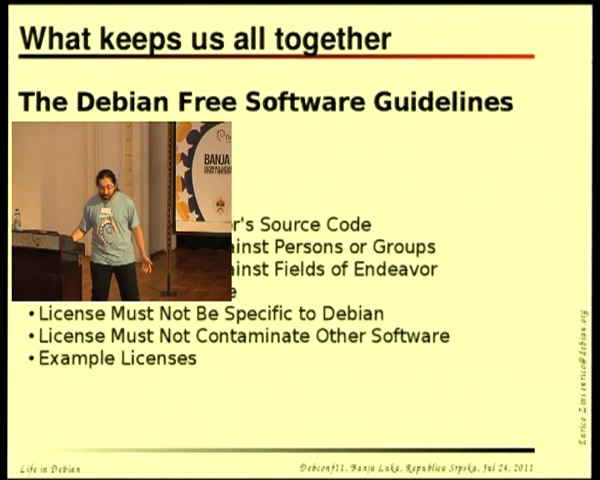 What keeps us all together
The Debian Free Software Guidelines
BANJA
r's Source Code
ainst Persons or Groups
ainst Fields of Endeavor
e
•License Must Not Be Specific to Debian
•License Must Not Contaminate Other Software
•Example Licenses
Enrico Zini enrico@debian.org
Life in Debian
Debconf11, Banja Luka, Republica Srpska, Jul 24, 2011